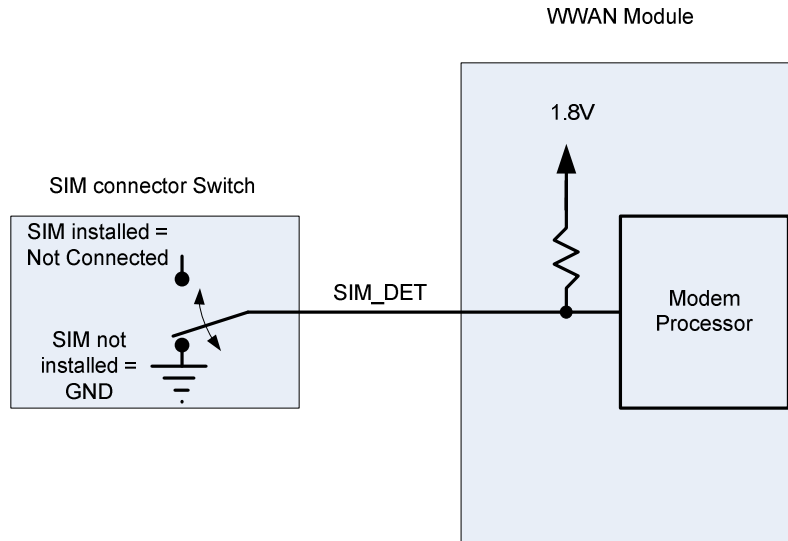 WWAN Module
1.8V
SIM connector Switch
SIM installed =
Not Connected
SIM_DET
Modem
Processor
SIM not
installed =
GND